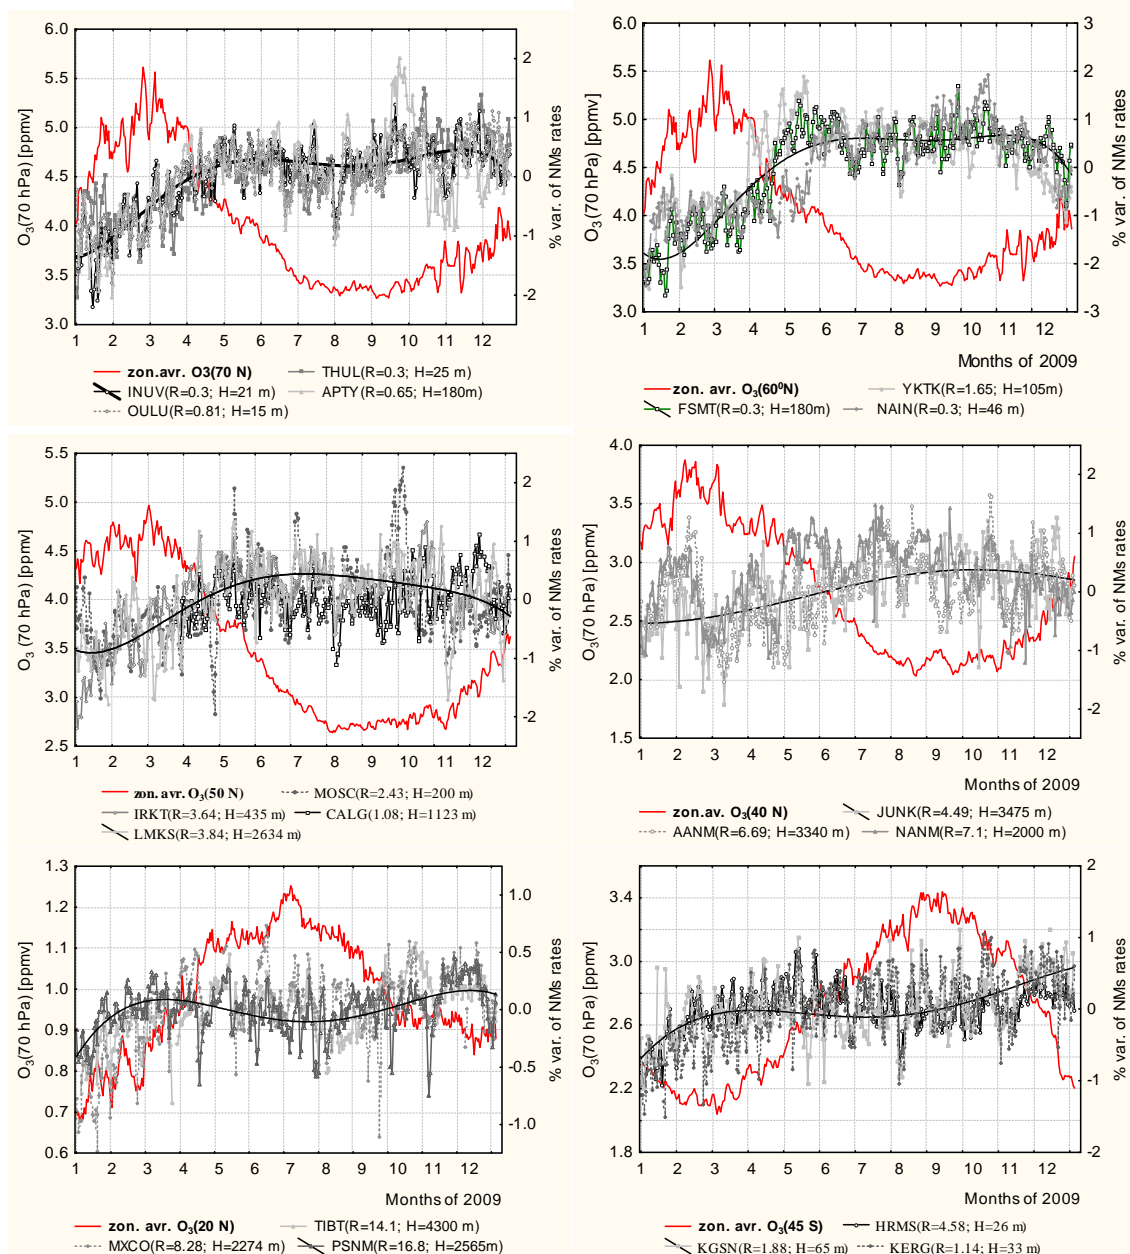 6.0
5.5
5.0
4.5
4.0
3.5
3.0
O3(70 hPa) [ppmv]
2
1
0
-1
-2
% var. of NMs rates
1 2 3 4 5 6 7 8 9 10 11 12
zon.avr. O3(70 N) THUL(R=0.3; H=25 m)
INUV(R=0.3; H=21 m) APTY(R=0.65; H=180m)
OULU(R=0.81; H=15 m)
6.0
5.5
5.0
4.5
4.0
3.5
3.0
O3(70 hPa) [ppmv]
3
2
1
0
-1
-2
-3
% var. of NMs rates
1 2 3 4 5 6 7 8 9 10 11 12
Months of 2009
zon. avr. O3(60⁰N) YKTK(R=1.65; H=105m)
FSMT(R=0.3; H=180m) NAIN(R=0.3; H=46 m)
5.5
5.0
4.5
4.0
3.5
3.0
2.5
O3(70 hPa) [ppmv]
2
1
0
-1
-2
% var. of NMs rates
1 2 3 4 5 6 7 8 9 10 11 12
zon. avr. O3(50 N) MOSC(R=2.43; H=200 m)
IRKT(R=3.64; H=435 m) CALG(1.08; H=1123 m)
LMKS(R=3.84; H=2634 m)
4.0
3.5
3.0
2.5
2.0
1.5
O3(70 hPa) [ppmv]
2
1
0
-1
-2
% var. of NMs rates
1 2 3 4 5 6 7 8 9 10 11 12
Months of 2009
zon.av. O3(40 N) JUNK(R=4.49; H=3475 m)
AANM(R=6.69; H=3340 m) NANM(R=7.1; H=2000 m)
1.3
1.2
1.1
1.0
0.9
0.8
0.7
0.6
O3(70 hPa) [ppmv]
1.0
0.5
0.0
-0.5
-1.0
% var. of NMs rates
1 2 3 4 5 6 7 8 9 10 11 12
Months of 2009
zon. avr. O3(20 N) TIBT(R=14.1; H=4300 m)
MXCO(R=8.28; H=2274 m) PSNM(R=16.8; H=2565m)
3.4
3.0
2.6
2.2
1.8
O3(70 hPa) [ppmv]
2
1
0
-1
-2
% var. of NMs rates
1 2 3 4 5 6 7 8 9 10 11 12
Months of 2009
zon. avr. O3(45 S) HRMS(R=4.58; H=26 m)
KGSN(R=1.88; H=65 m) KERG(R=1.14; H=33 m)